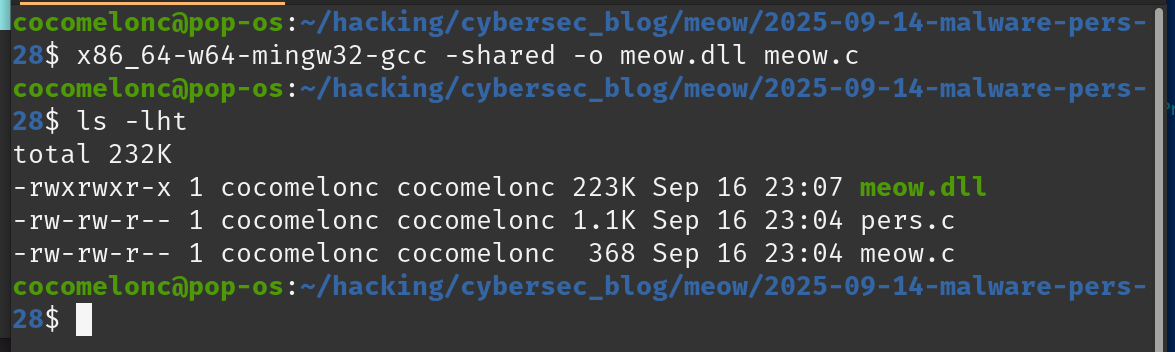 cocomelonc@pop-os:~/hacking/cybersec_blog/meow/2025-09-14-malware-pers-
28$ x86_64-w64-mingw32-gcc -shared -o meow.dll meow.c
cocomelonc@pop-os:~/hacking/cybersec_blog/meow/2025-09-14-malware-pers-
28$ ls -lht
total 232K
-rwxrwxr-x 1 cocomelonc cocomelonc 223K Sep 16 23:07 meow.dll
-rw-rw-r-- 1 cocomelonc cocomelonc 1.1K Sep 16 23:04 pers.c
-rw-rw-r-- 1 cocomelonc cocomelonc  368 Sep 16 23:04 meow.c
cocomelonc@pop-os:~/hacking/cybersec_blog/meow/2025-09-14-malware-pers-
28$